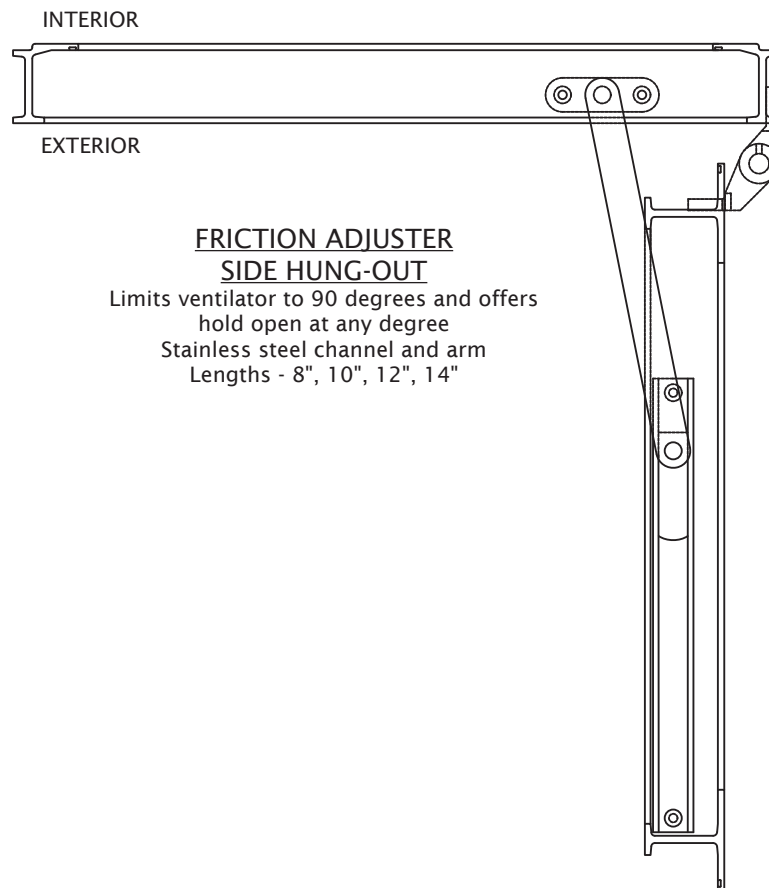 INTERIOR
EXTERIOR
FRICTION ADJUSTER
SIDE HUNG-OUT
Limits ventilator to 90 degrees and offers
hold open at any degree
Stainless steel channel and arm
Lengths - 8", 10", 12", 14"